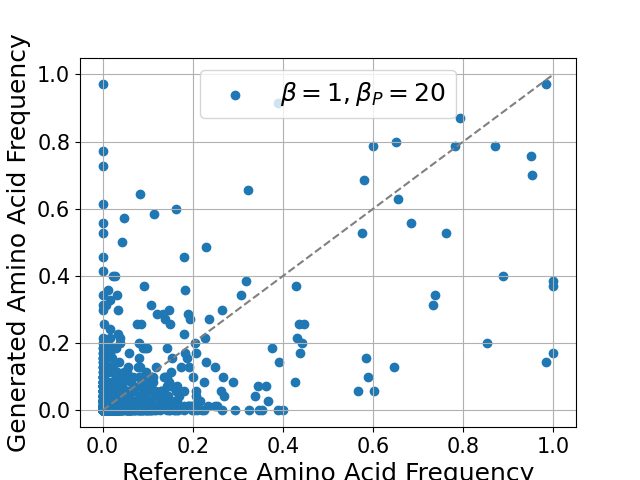 Generated Amino Acid Frequency
1.0
0.8
0.6
0.4
0.2
0.0
β = 1, β_P = 20
0.0 0.2 0.4 0.6 0.8 1.0
Reference Amino Acid Frequency